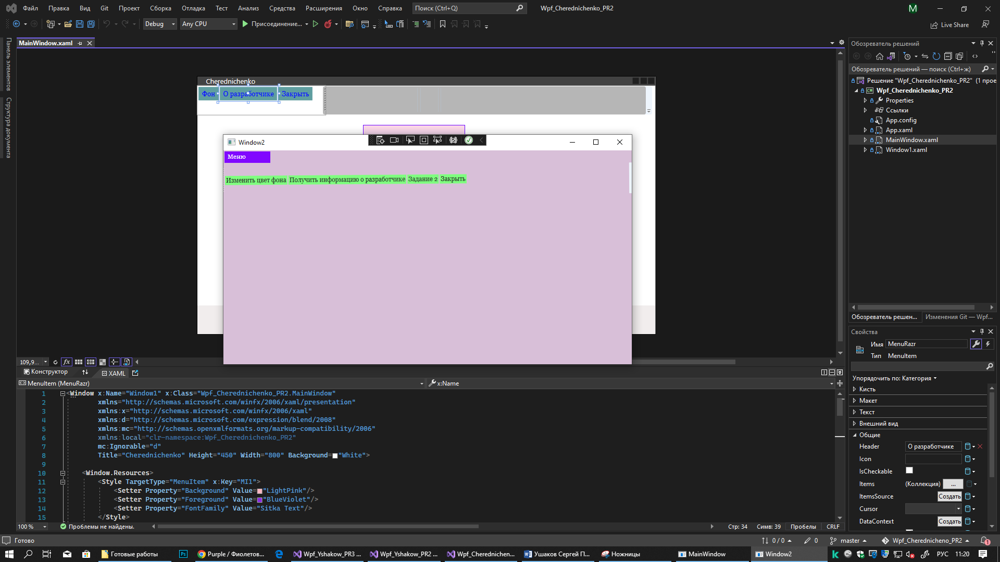 Файл Правка Вид Git Проект Сборка Отладка Тест Анализ Средства Расширения Окно Справка Поиск (Ctrl+Q) Wpf_Cherednichenko_PR2 M
Debug Any CPU Присоединение... Live Share
Панель элементов
Структура документа
MainWindow.xaml
Cherednichenko
Фон О разработчике Закрыть
Window2
Меню
Изменить цвет фона Получить информацию о разработчике Задание 2 Закрыть
109,9...
Конструктор XAML
MenuItem (MenuRazr) x:Name
1 <Window x:Name="Window1" x:Class="Wpf_Cherednichenko_PR2.MainWindow"
2 xmlns="http://schemas.microsoft.com/winfx/2006/xaml/presentation"
3 xmlns:x="http://schemas.microsoft.com/winfx/2006/xaml"
4 xmlns:d="http://schemas.microsoft.com/expression/blend/2008"
5 xmlns:mc="http://schemas.openxmlformats.org/markup-compatibility/2006"
6 xmlns:local="clr-namespace:Wpf_Cherednichenko_PR2"
7 mc:Ignorable="d"
8 Title="Cherednichenko" Height="450" Width="800" Background="White">
9
10 <Window.Resources>
11 <Style TargetType="MenuItem" x:Key="MI1">
12 <Setter Property="Background" Value="LightPink"/>
13 <Setter Property="Foreground" Value="BlueViolet"/>
14 <Setter Property="FontFamily" Value="Sitka Text"/>
15 </Style>
100 % Проблемы не найдены. Стр: 34 Симв: 39 Пробелы CRLF
Обозреватель решений
Обозреватель решений — поиск (Ctrl+ж)
Решение "Wpf_Cherednichenko_PR2" (1 прое
Wpf_Cherednichenko_PR2
Properties
Ссылки
App.config
App.xaml
MainWindow.xaml
Window1.xaml
Обозреватель решен... Изменения Git — Wpf...
Свойства
Имя MenuRazr
Тип MenuItem
Упорядочить по: Категория
Кисть
Макет
Текст
Внешний вид
Общие
Header О разработчике
Icon
IsCheckable
Items (Коллекция) ...
ItemsSource Создать
Cursor
DataContext Создать
Готово 0 / 0 0 master Wpf_Cheredničheno_PR2 1
Готовые работы Ps Purple / Фиолетов... Wpf_Yshakow_PR3 ... Wpf_Yshakow_PR2 ... Wpf_Cherednichen... Ушаков Сергей П... Ножницы MainWindow Window2 РУС 11:20